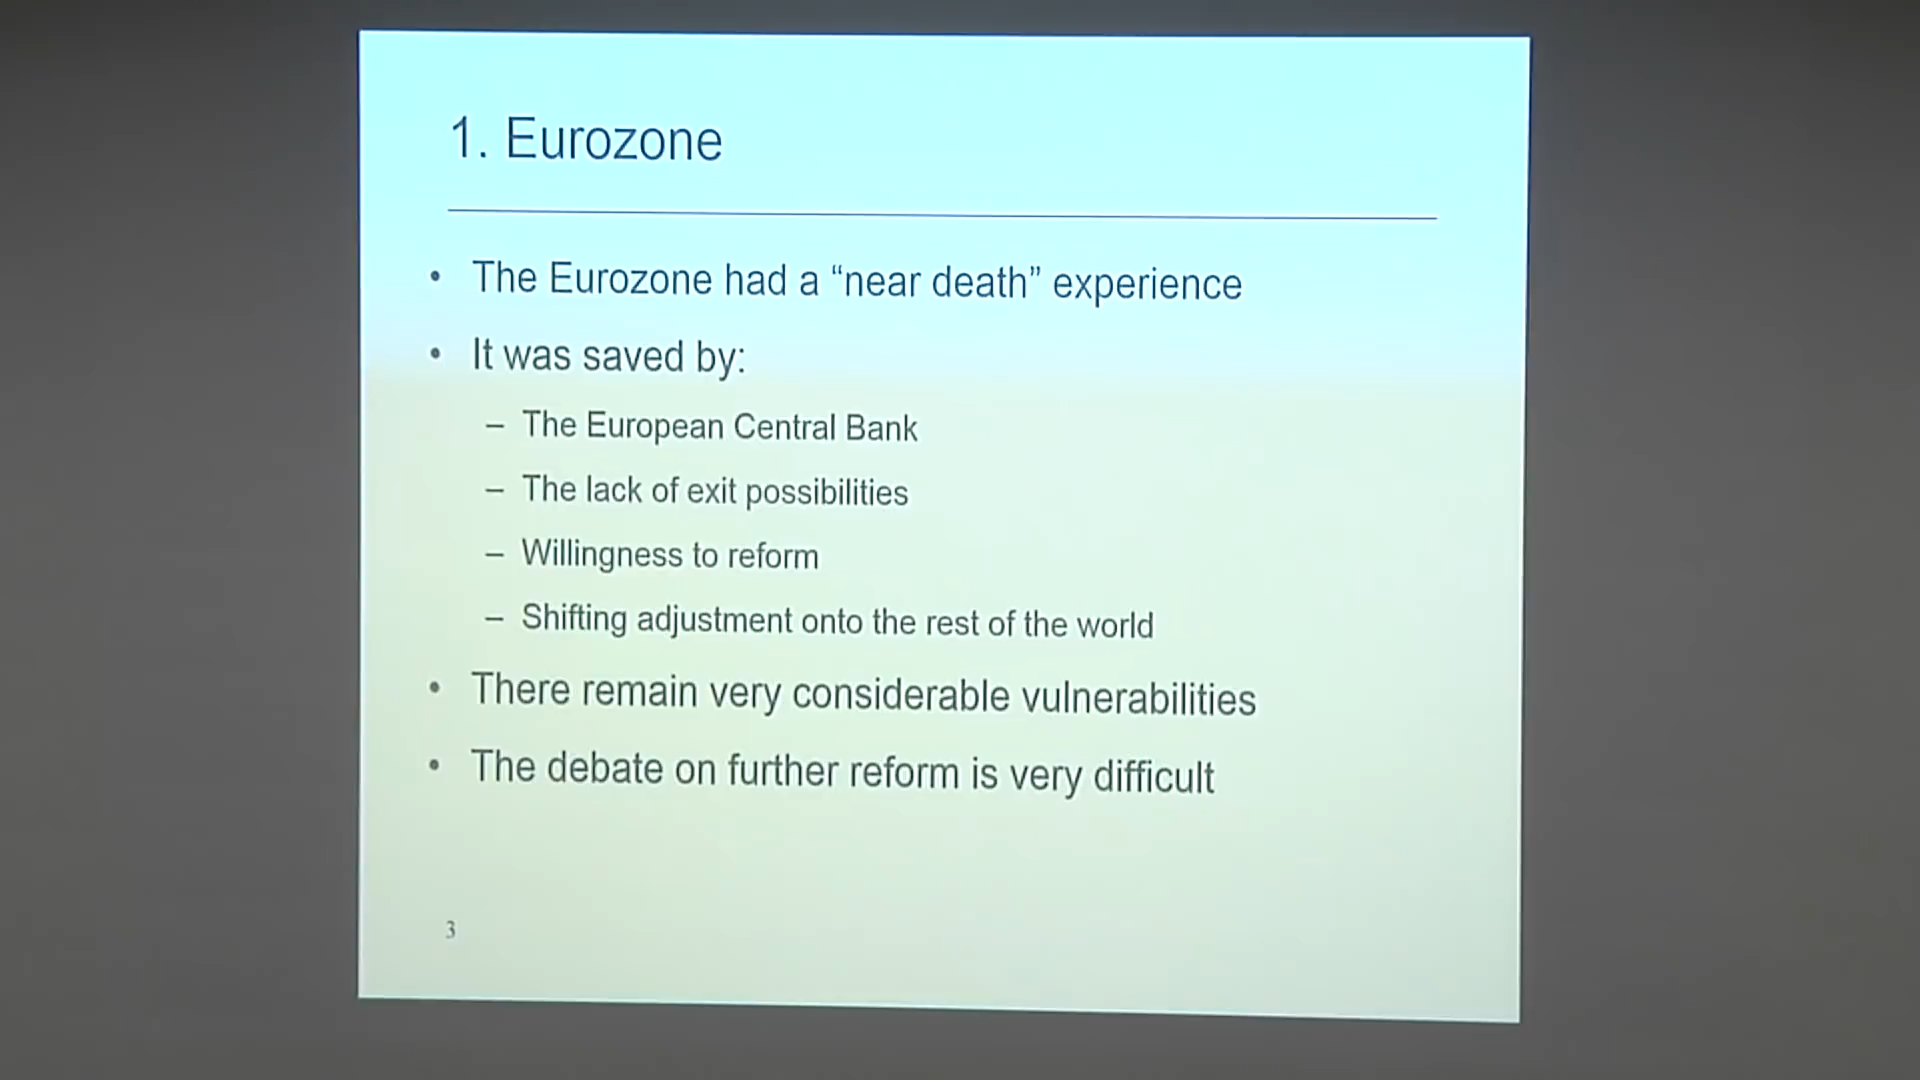 1. Eurozone
• The Eurozone had a “near death” experience
• It was saved by:
– The European Central Bank
– The lack of exit possibilities
– Willingness to reform
– Shifting adjustment onto the rest of the world
• There remain very considerable vulnerabilities
• The debate on further reform is very difficult
3